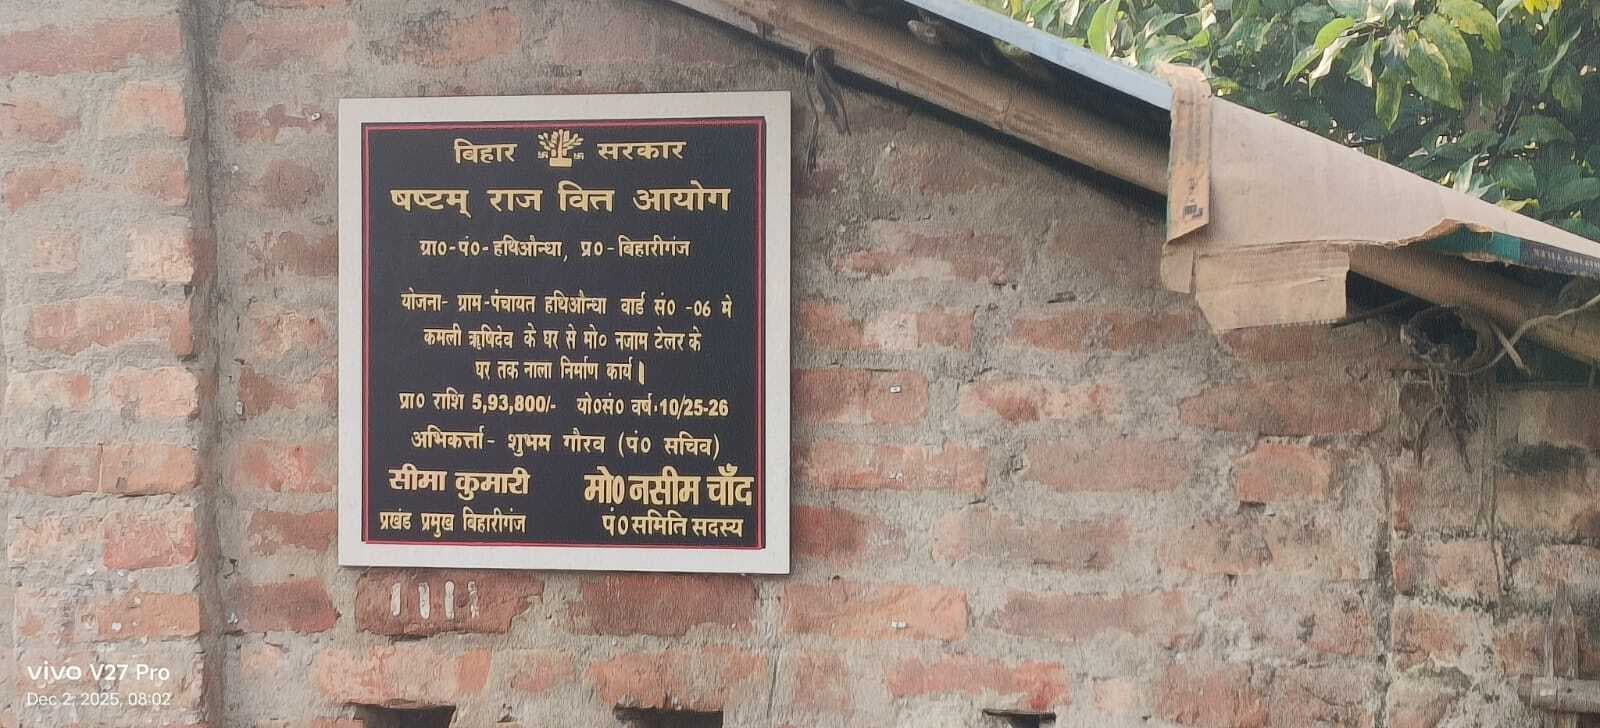 बिहार सरकार
षष्टम् राज वित्त आयोग
ग्रा०-पं०-हथिऔन्धा, प्र०-बिहारीगंज
योजना- ग्राम-पंचायत हथिऔन्धा वार्ड सं० -06 मे
कमली ऋषिदेव के घर से मो० नजाम टेलर के
घर तक नाला निर्माण कार्य।
प्रा० राशि 5,93,800/- यो०सं० वर्ष-10/25-26
अभिकर्त्ता- शुभम गौरव (पं० सचिव)
सीमा कुमारी मो० नसीम चाँद
प्रखंड प्रमुख बिहारीगंज पं० समिति सदस्य
vivo V27 Pro
Dec 2, 2025, 08:02